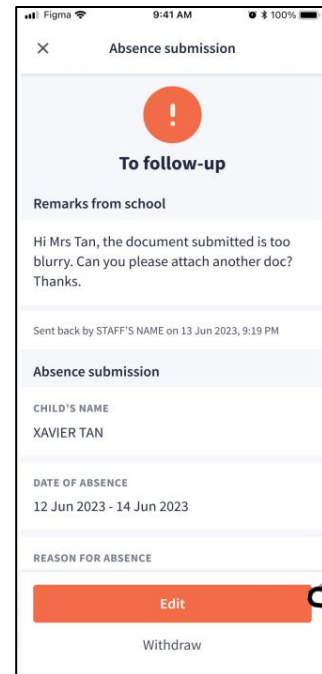 Figma 9:41 AM 100%
Absence submission
!
To follow-up
Remarks from school
Hi Mrs Tan, the document submitted is too
blurry. Can you please attach another doc?
Thanks.
Sent back by STAFF'S NAME on 13 Jun 2023, 9:19 PM
Absence submission
CHILD'S NAME
XAVIER TAN
DATE OF ABSENCE
12 Jun 2023 - 14 Jun 2023
REASON FOR ABSENCE
Edit
Withdraw